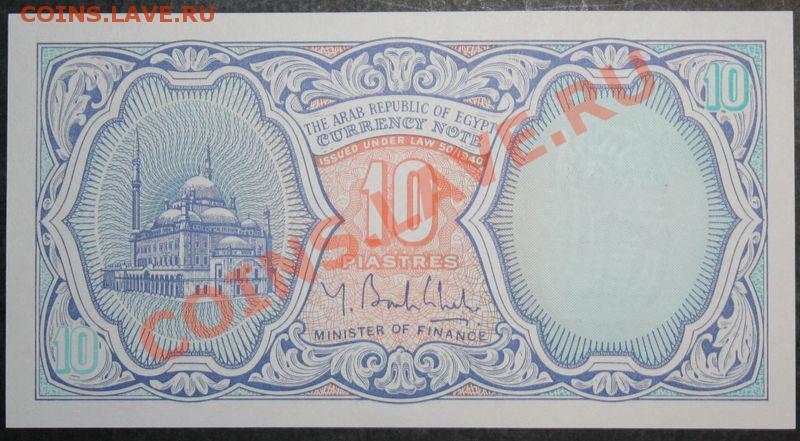 COINS.LAVE.RU
10
THE ARAB REPUBLIC OF EGYPT
CURRENCY NOTE
ISSUED UNDER LAW 50/1940
10
PIASTRES
MINISTER OF FINANCE
10
COINS.LAVE.RU